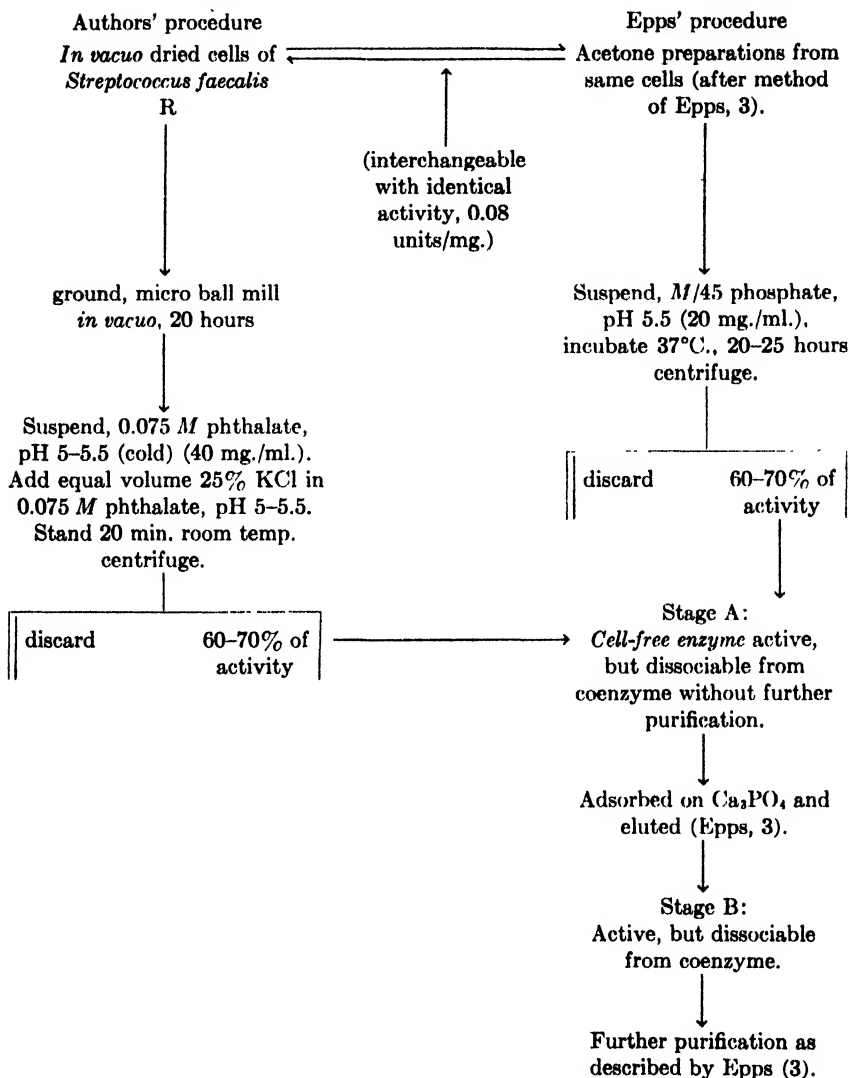 Authors' procedure
In vacuo dried cells of
Streptococcus faecalis
R
Epps' procedure
Acetone preparations from
same cells (after method
of Epps, 3).
(interchangeable
with identical
activity, 0.08
units/mg.)
ground, micro ball mill
in vacuo, 20 hours
Suspend, M/45 phosphate,
pH 5.5 (20 mg./ml.),
incubate 37°C., 20–25 hours
centrifuge.
Suspend, 0.075 M phthalate,
pH 5–5.5 (cold) (40 mg./ml.).
Add equal volume 25% KCl in
0.075 M phthalate, pH 5–5.5.
Stand 20 min. room temp.
centrifuge.
discard 60–70% of
activity
discard 60–70% of
activity
Stage A:
Cell-free enzyme active,
but dissociable from
coenzyme without further
purification.
Adsorbed on Ca₃PO₄ and
eluted (Epps, 3).
Stage B:
Active, but dissociable
from coenzyme.
Further purification as
described by Epps (3).